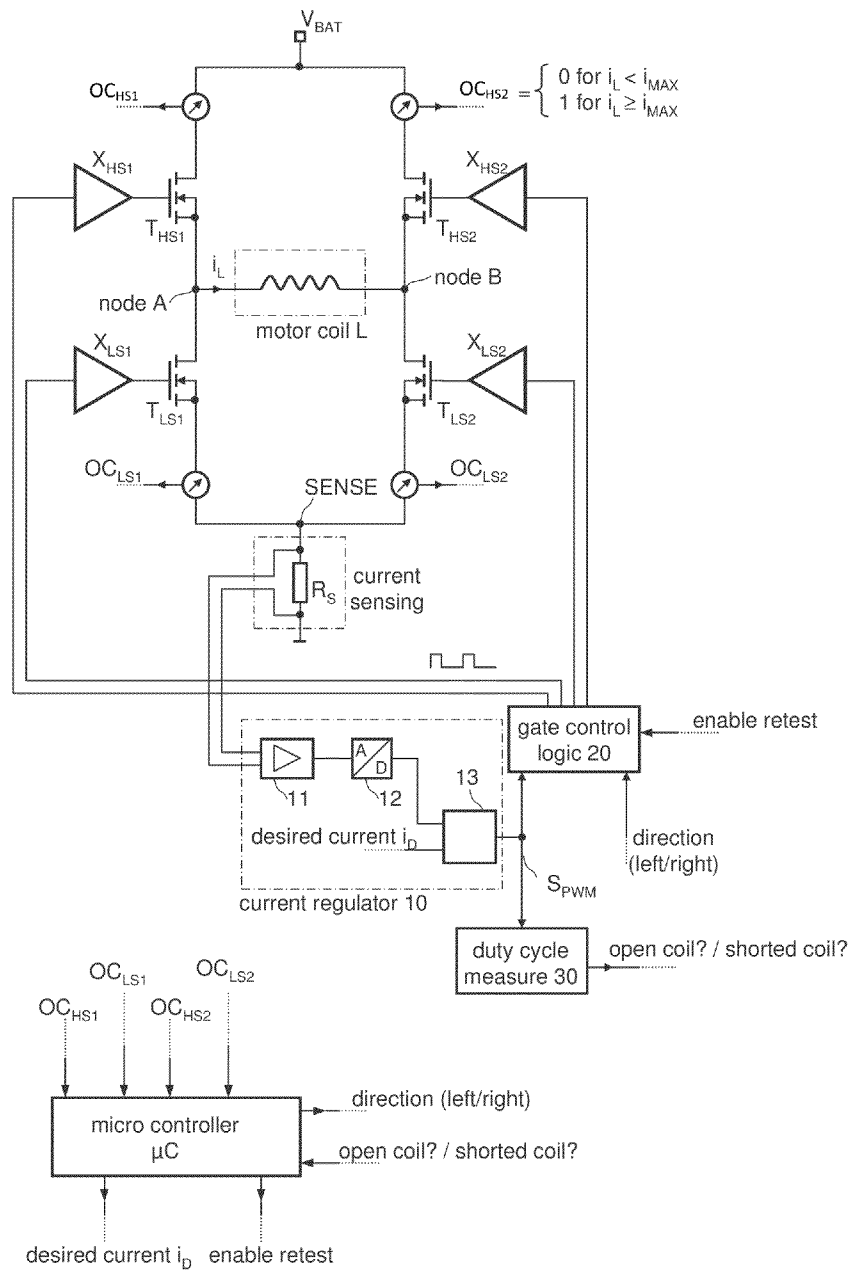 V_BAT
OC_HS1
OC_HS2 = { 0 for i_L < i_MAX
1 for i_L ≥ i_MAX
X_HS1
X_HS2
T_HS1
T_HS2
i_L
node A
node B
motor coil L
X_LS1
X_LS2
T_LS1
T_LS2
OC_LS1
OC_LS2
SENSE
R_S
current
sensing
gate control
logic 20
enable retest
A
D
11
12
13
desired current i_D
direction
(left/right)
S_PWM
current regulator 10
duty cycle
measure 30
open coil? / shorted coil?
OC_HS1
OC_LS1
OC_HS2
OC_LS2
micro controller
μC
direction (left/right)
open coil? / shorted coil?
desired current i_D
enable retest